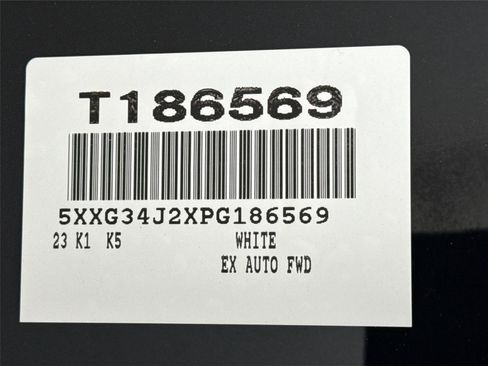 T186569
5XXG34J2XPG186569
23 K1 K5 WHITE
EX AUTO FWD